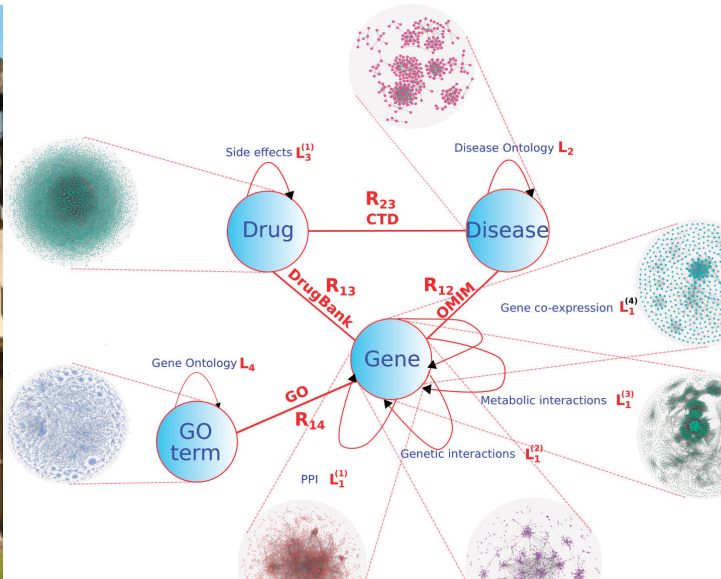 Side effects L₃⁽¹⁾
Disease Ontology L₂
R₂₃
CTD
Drug
Disease
R₁₃
DrugBank
R₁₂
OMIM
Gene co-expression L₁⁽⁴⁾
Gene
Gene Ontology L₄
Metabolic interactions L₁⁽³⁾
GO
R₁₄
GO
term
Genetic interactions L₁⁽²⁾
PPI L₁⁽¹⁾